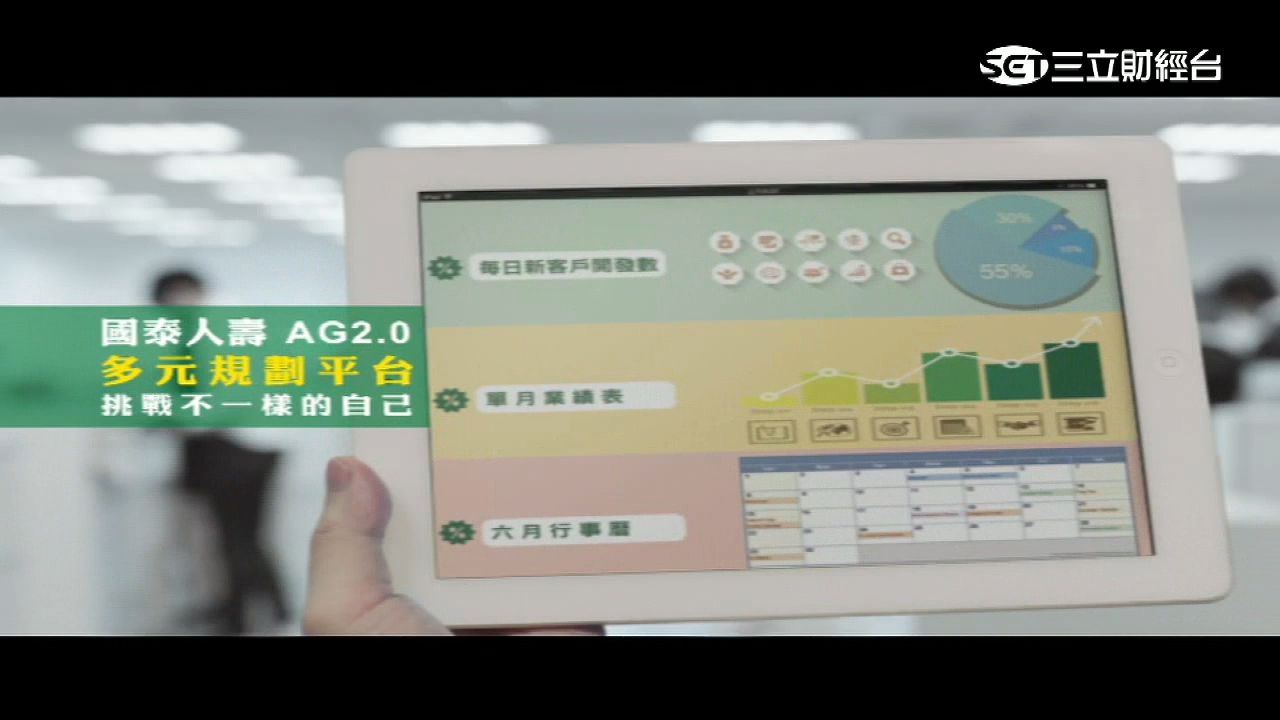 SET三立財經台
30%
55%
每日新客戶開發數
國泰人壽 AG2.0
多元規劃平台
挑戰不一樣的自己
單月業績表
六月行事曆